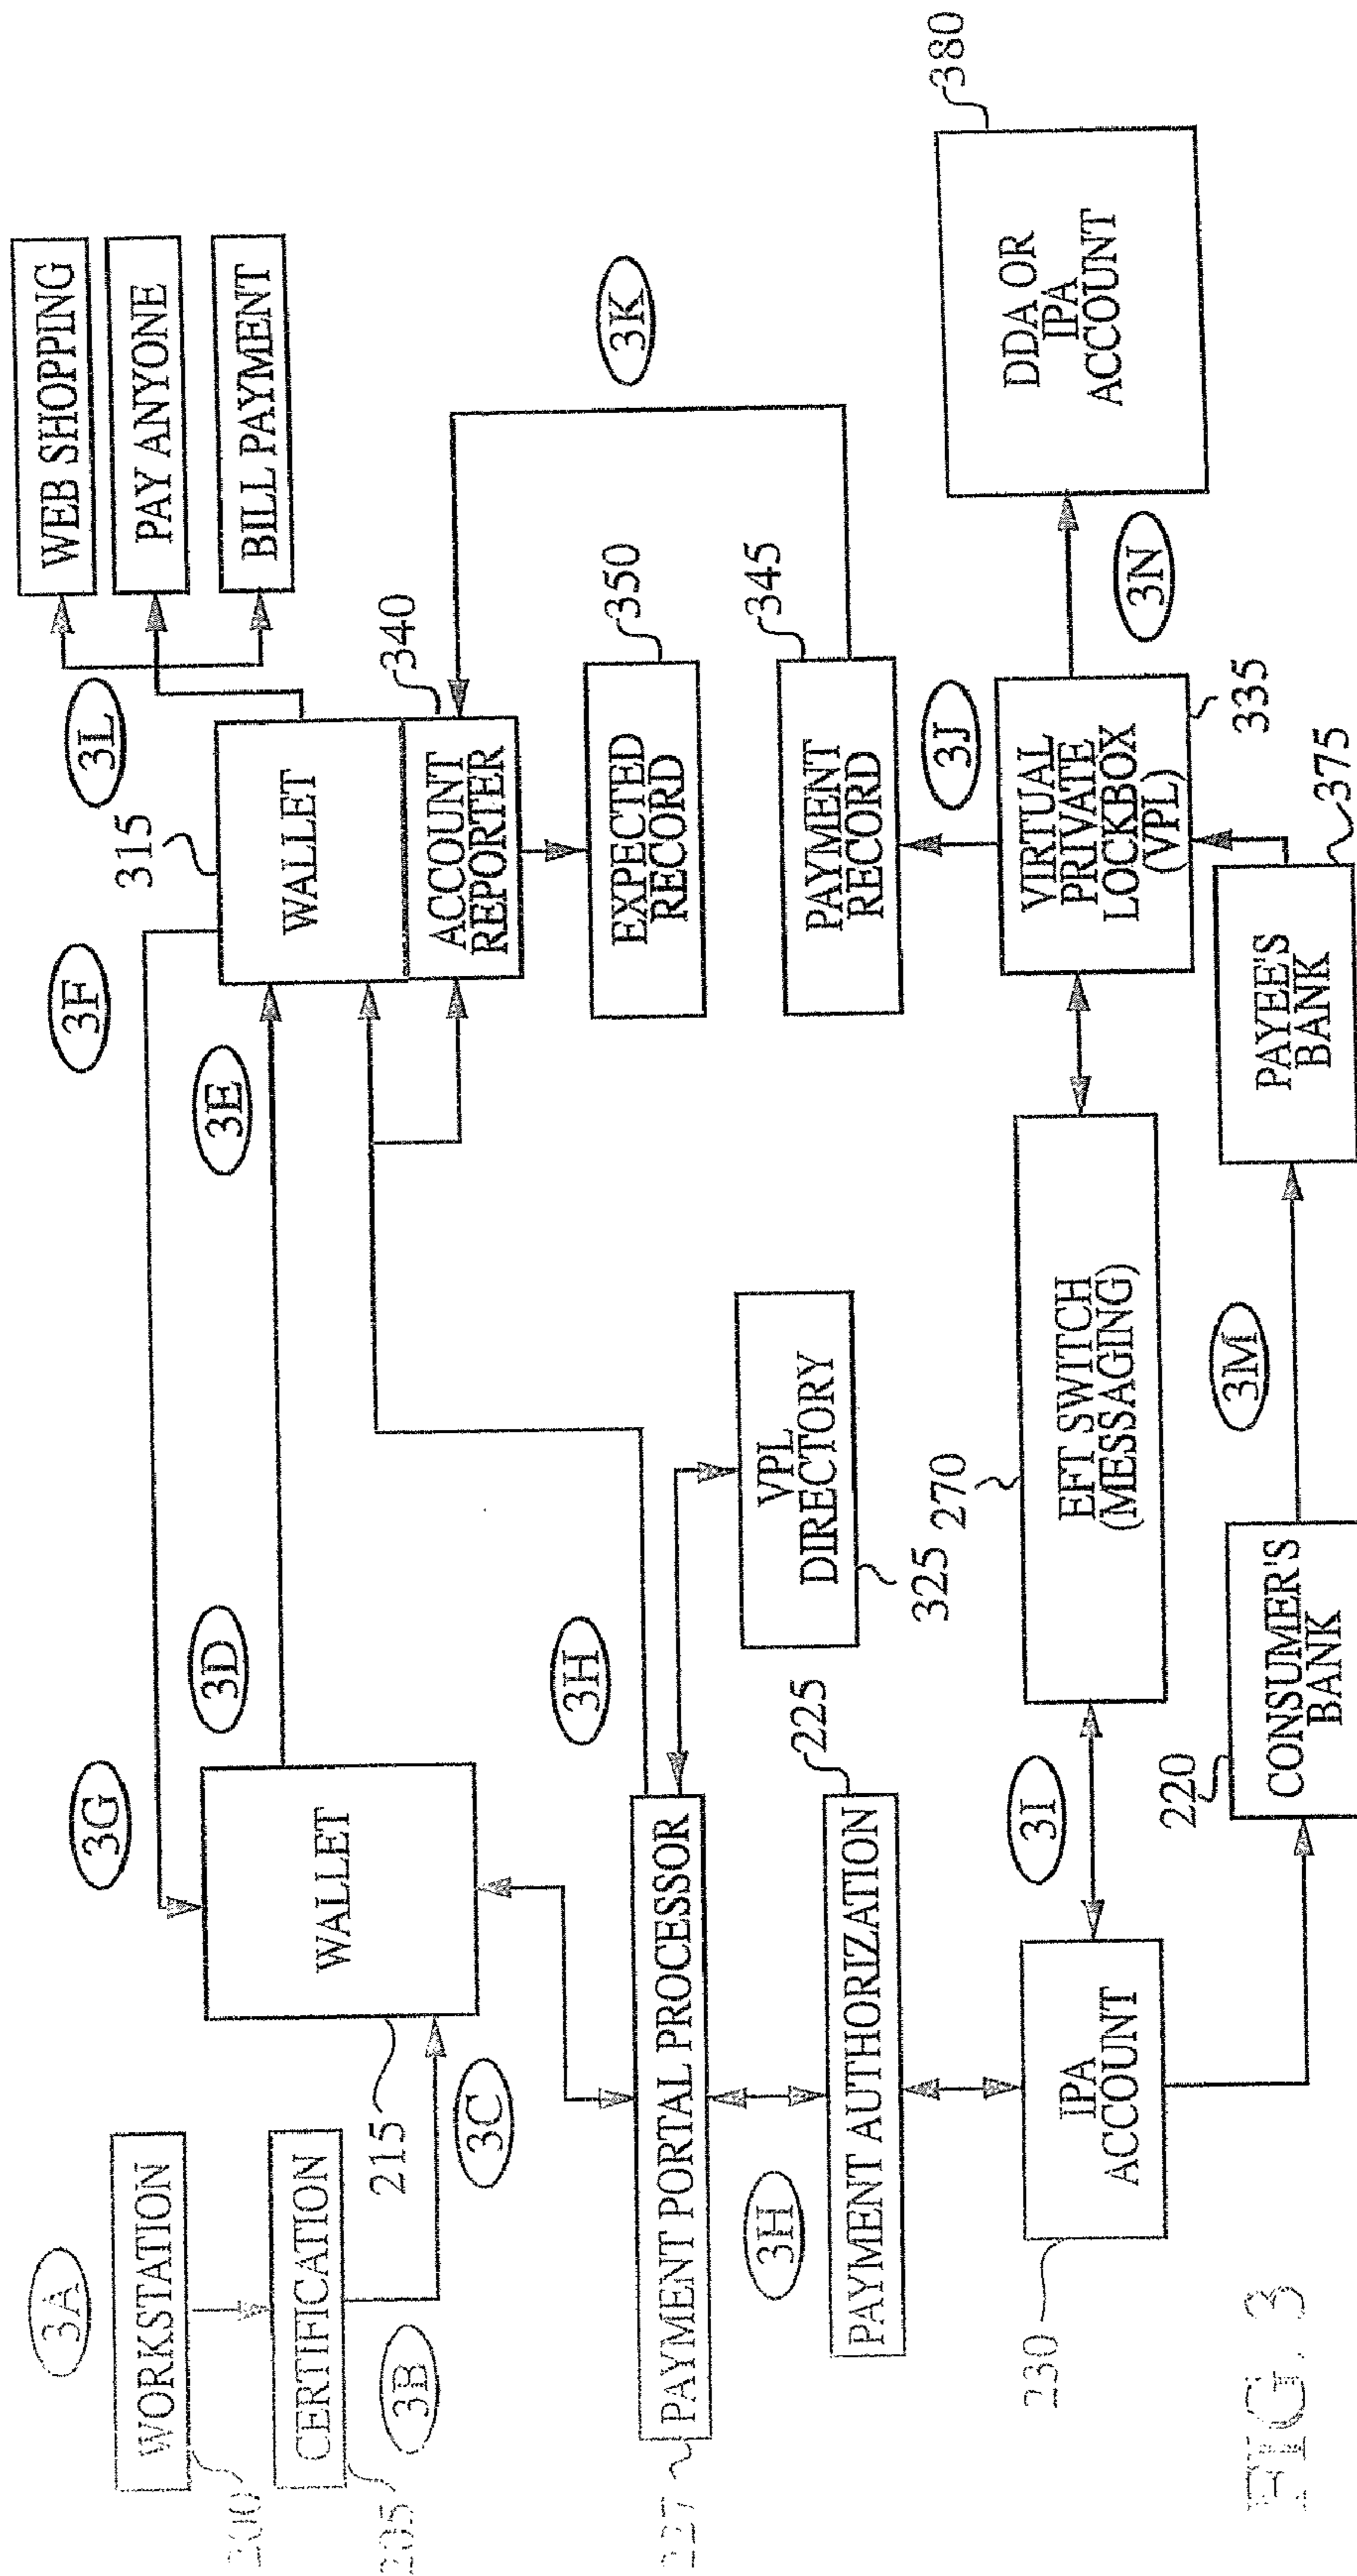 3A
WORKSTATION
200
CERTIFICATION
205
3B
3C
215
WALLET
3G
3D
3F
3E
315
WALLET
3L
WEB SHOPPING
PAY ANYONE
BILL PAYMENT
340
ACCOUNT
REPORTER
EXPECTED
RECORD
350
3K
227
PAYMENT PORTAL PROCESSOR
3H
VPL
DIRECTORY
325
3H
PAYMENT AUTHORIZATION
225
PAYMENT
RECORD
345
3J
230
IPA
ACCOUNT
3I
270
EFT SWITCH
(MESSAGING)
VIRTUAL
PRIVATE
LOCKBOX
(VPL)
335
3N
DDA OR
IPA
ACCOUNT
380
220
CONSUMER'S
BANK
3M
PAYEE'S
BANK
375
FIG. 3